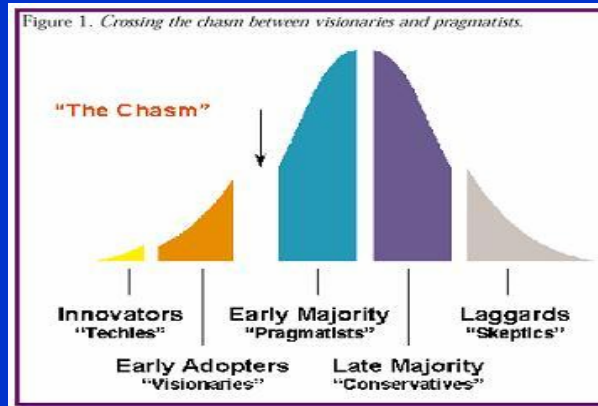 Figure 1. Crossing the chasm between visionaries and pragmatists.
"The Chasm"
Innovators
"Techies"
Early Majority
"Pragmatists"
Laggards
"Skeptics"
Early Adopters
"Visionaries"
Late Majority
"Conservatives"